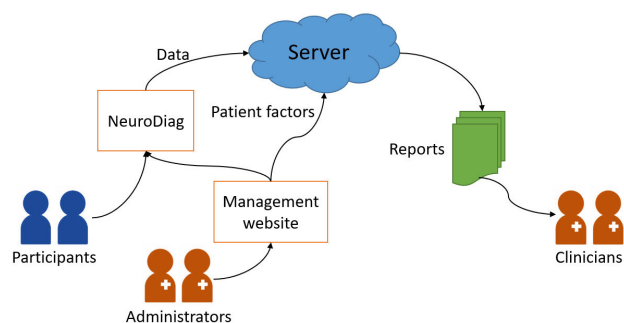 Server
Data
NeuroDiag
Patient factors
Reports
Management
website
Participants
Administrators
Clinicians